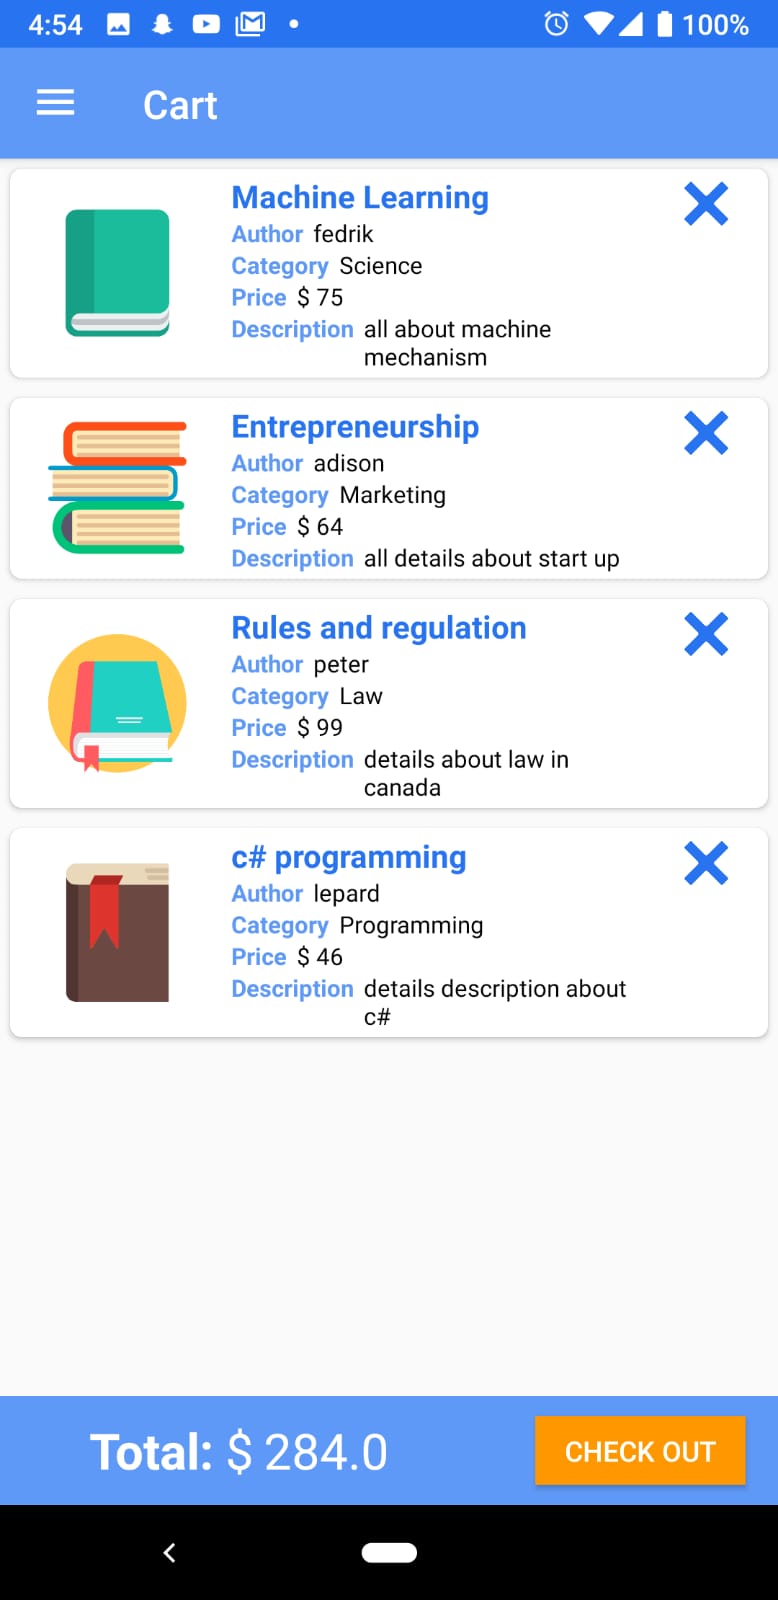 4:54 100%
Cart
Machine Learning
Author fedrik
Category Science
Price $ 75
Description all about machine
mechanism
Entrepreneurship
Author adison
Category Marketing
Price $ 64
Description all details about start up
Rules and regulation
Author peter
Category Law
Price $ 99
Description details about law in
canada
c# programming
Author lepard
Category Programming
Price $ 46
Description details description about
c#
Total: $ 284.0 CHECK OUT